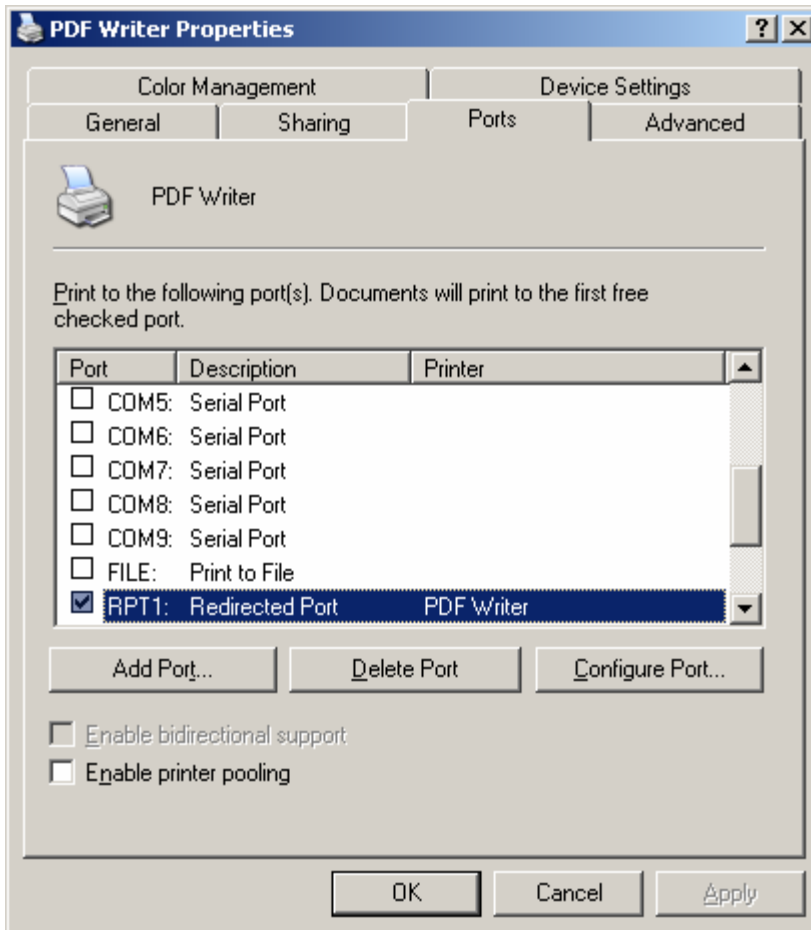 PDF Writer Properties
Color Management Device Settings
General Sharing Ports Advanced
PDF Writer
Print to the following port(s). Documents will print to the first free
checked port.
Port Description Printer
COM5: Serial Port
COM6: Serial Port
COM7: Serial Port
COM8: Serial Port
COM9: Serial Port
FILE: Print to File
RPT1: Redirected Port PDF Writer
Add Port... Delete Port Configure Port...
Enable bidirectional support
Enable printer pooling
OK Cancel Apply